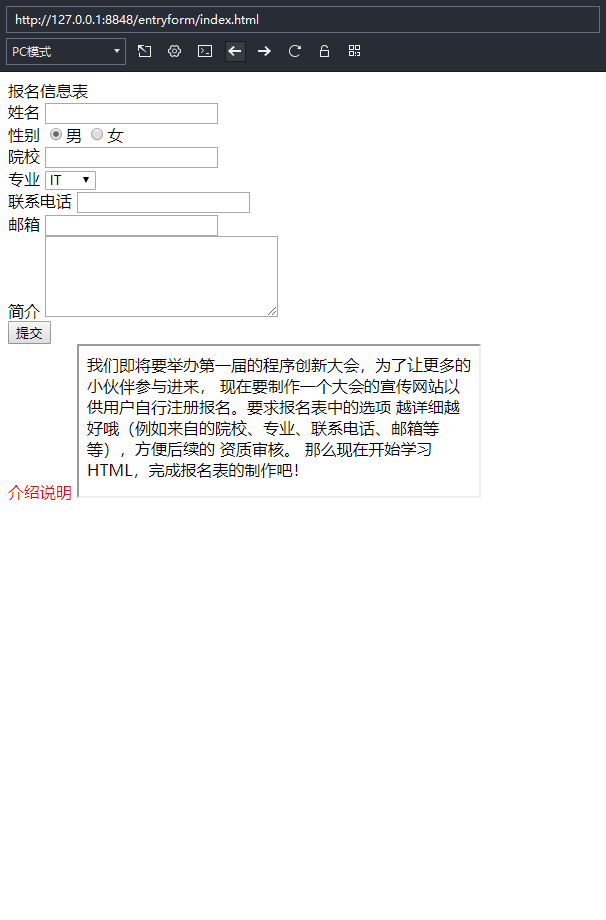 http://127.0.0.1:8848/entryform/index.html
PC模式
报名信息表
姓名
性别 男 女
院校
专业 IT
联系电话
邮箱
简介
提交
我们即将要举办第一届的程序创新大会，为了让更多的
小伙伴参与进来， 现在要制作一个大会的宣传网站以
供用户自行注册报名。要求报名表中的选项 越详细越
好哦（例如来自的院校、专业、联系电话、邮箱等
等），方便后续的 资质审核。 那么现在开始学习
HTML，完成报名表的制作吧！
介绍说明